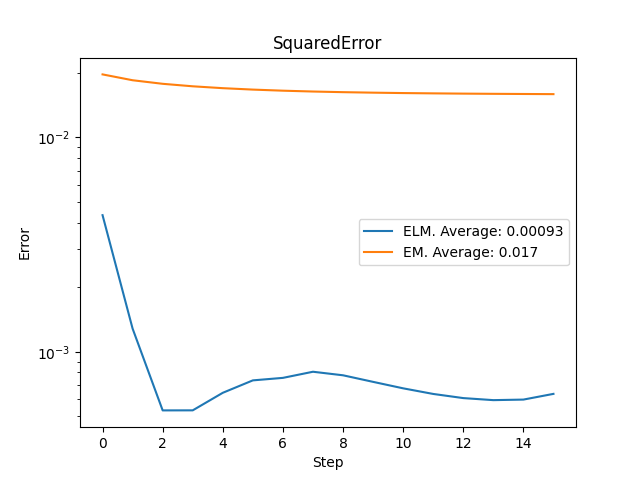 SquaredError
Error
10⁻²
10⁻³
ELM. Average: 0.00093
EM. Average: 0.017
0 2 4 6 8 10 12 14
Step